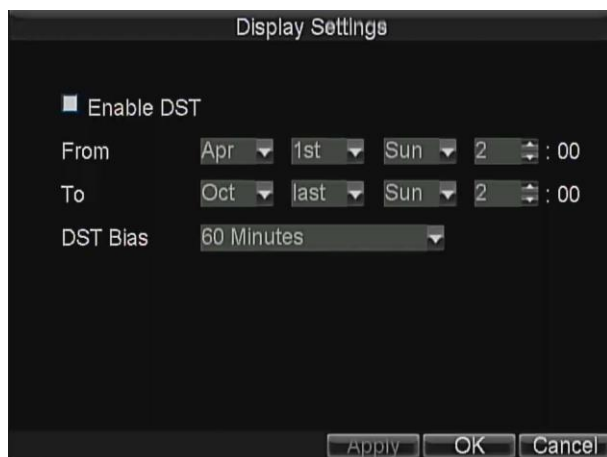 Display Settings
Enable DST
From Apr 1st Sun 2 : 00
To Oct last Sun 2 : 00
DST Bias 60 Minutes
Apply OK Cancel